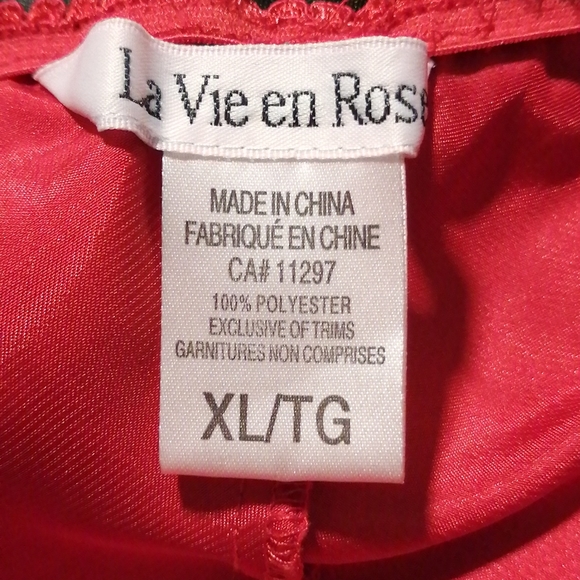 La Vie en Rose
MADE IN CHINA
FABRIQUÉ EN CHINE
CA# 11297
100% POLYESTER
EXCLUSIVE OF TRIMS
GARNITURES NON COMPRISES
XL/TG